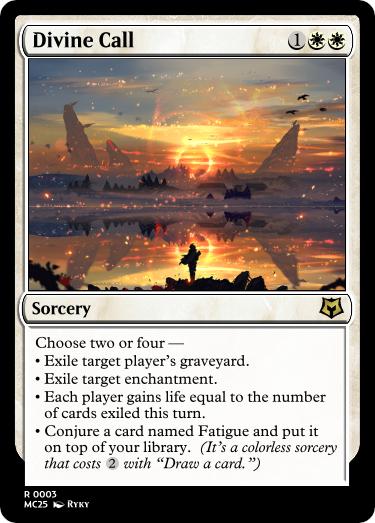 Divine Call 1
Sorcery
Choose two or four —
• Exile target player's graveyard.
• Exile target enchantment.
• Each player gains life equal to the number
of cards exiled this turn.
• Conjure a card named Fatigue and put it
on top of your library. (It's a colorless sorcery
that costs 2 with “Draw a card.”)
R 0003
MC25 Ryky